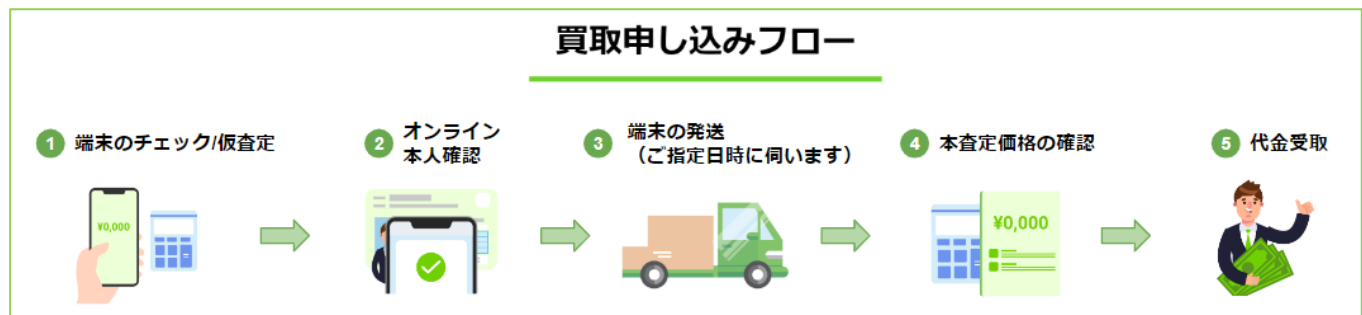 買取申し込みフロー
1 端末のチェック/仮査定
2 オンライン
本人確認
3 端末の発送
（ご指定日時に伺います）
4 本査定価格の確認
5 代金受取
¥0,000
¥0,000